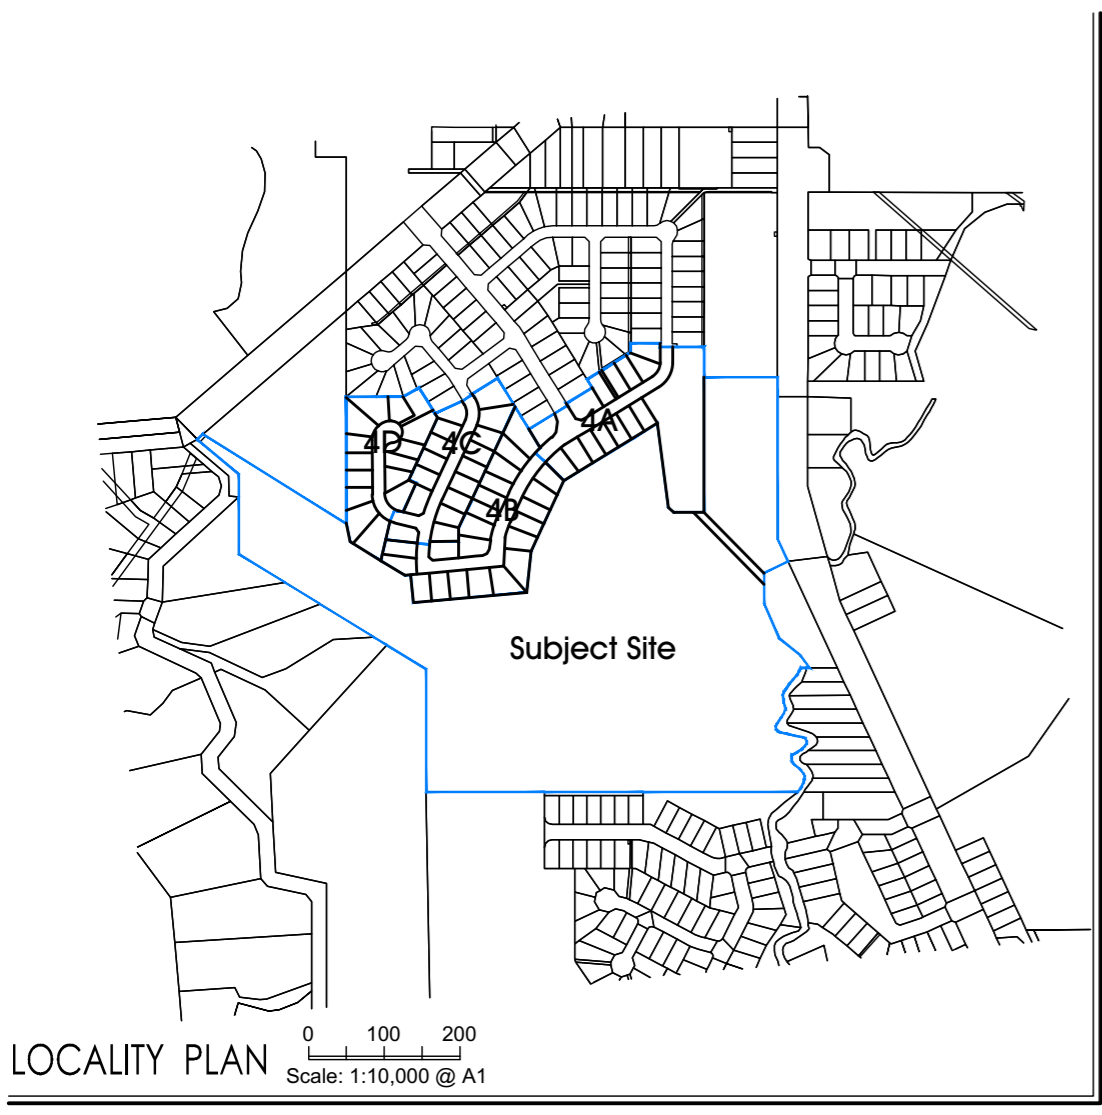 4A
4D
4C
4B
Subject Site
LOCALITY PLAN
0 100 200
Scale: 1:10,000 @ A1